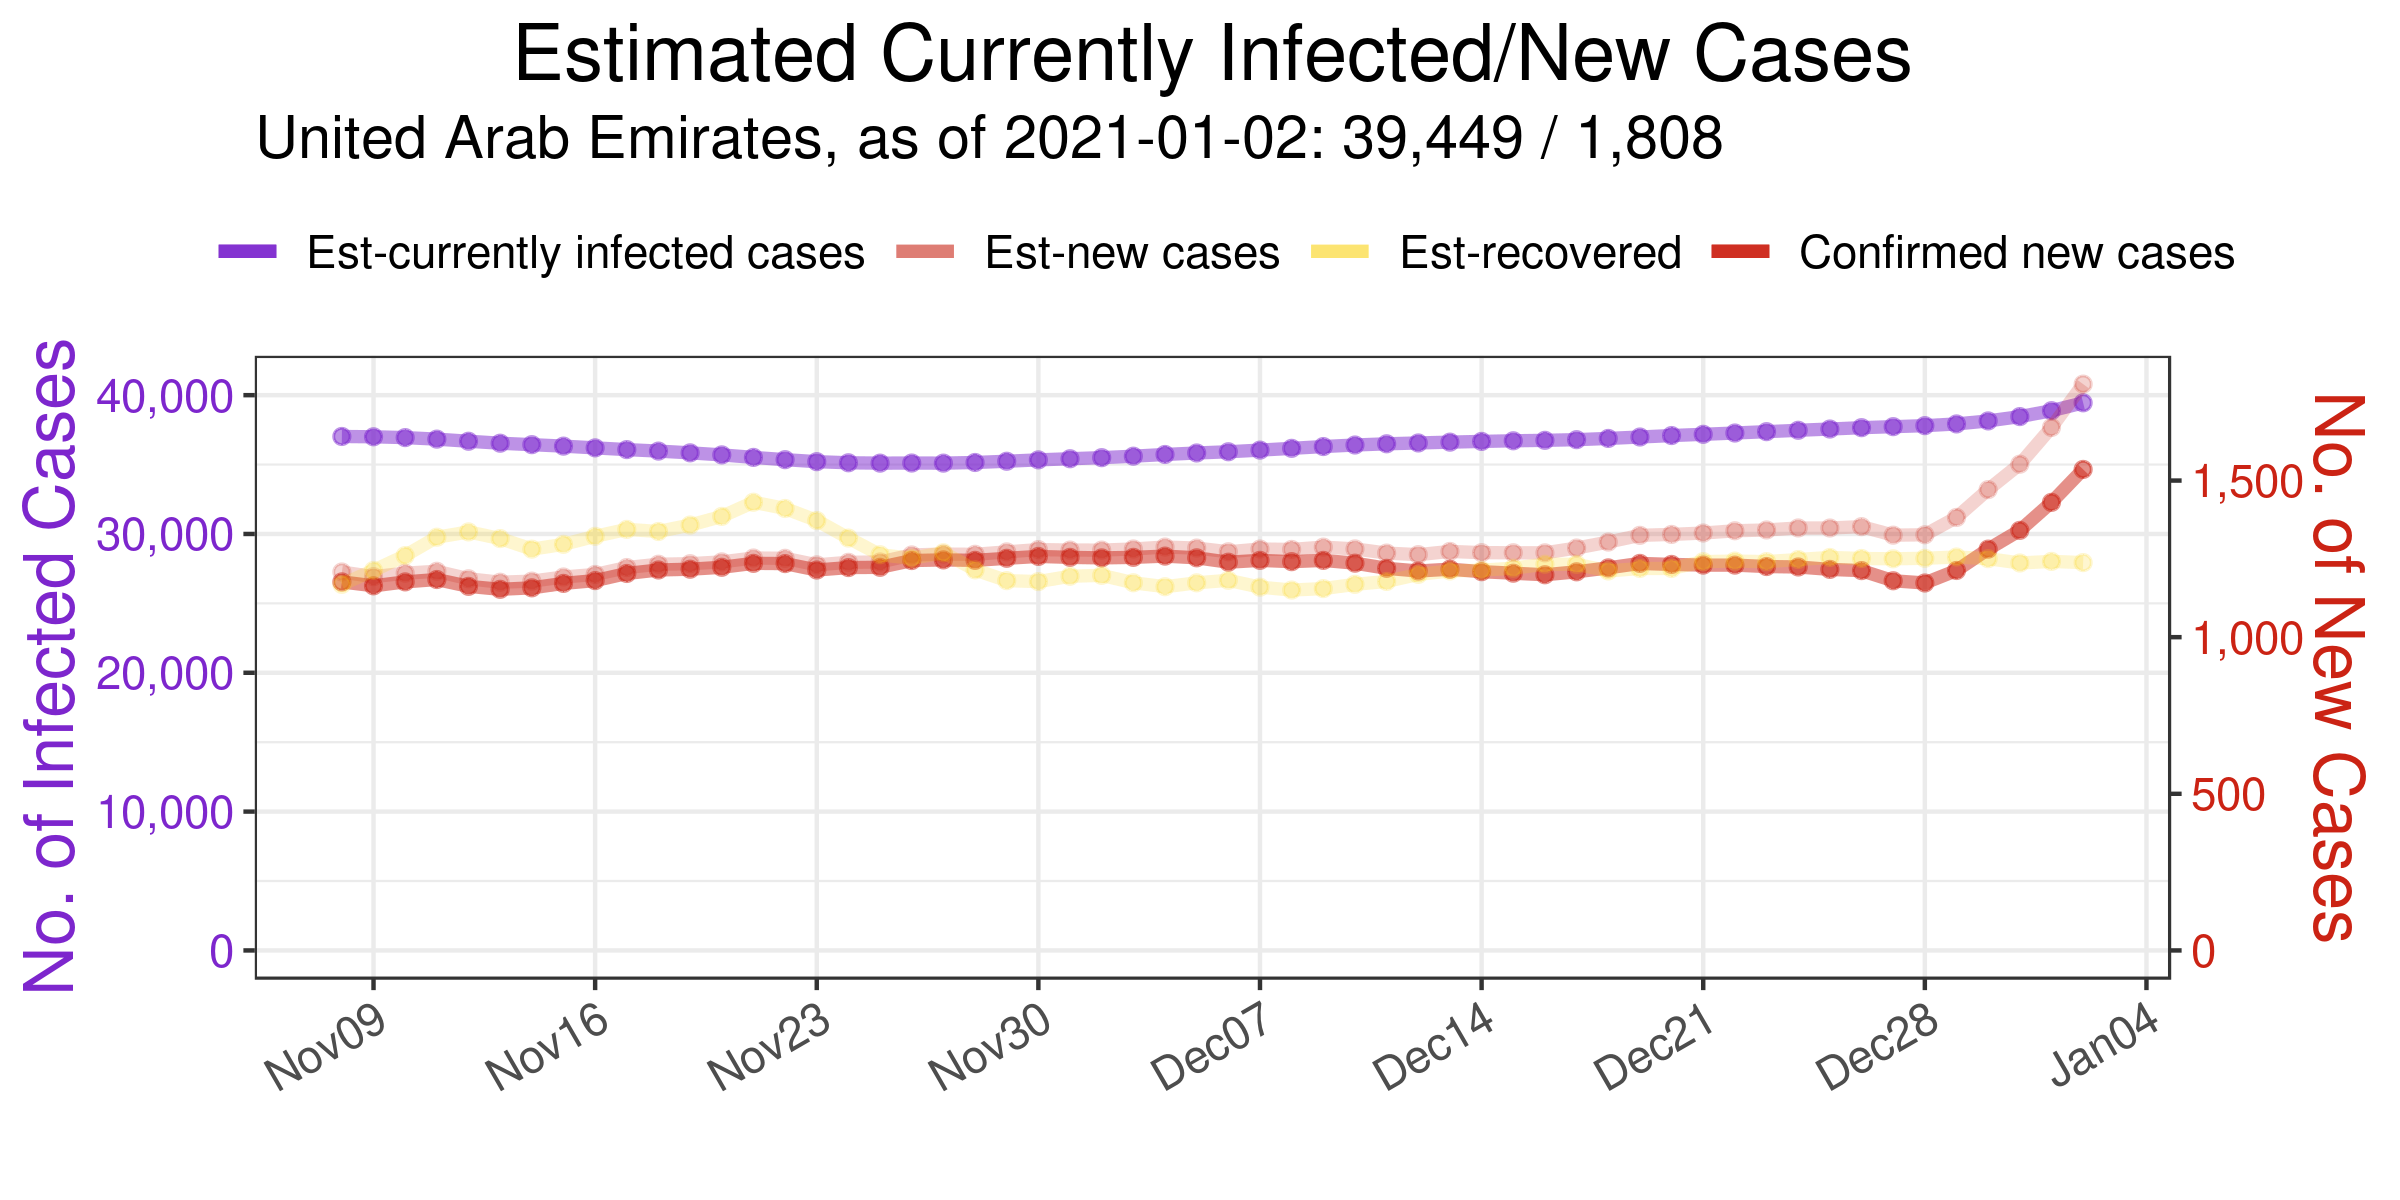 Estimated Currently Infected/New Cases
United Arab Emirates, as of 2021-01-02: 39,449 / 1,808
Est-currently infected cases Est-new cases Est-recovered Confirmed new cases
No. of Infected Cases
40,000
30,000
20,000
10,000
0
1,500
1,000
500
0
No. of New Cases
Nov09 Nov16 Nov23 Nov30 Dec07 Dec14 Dec21 Dec28 Jan04